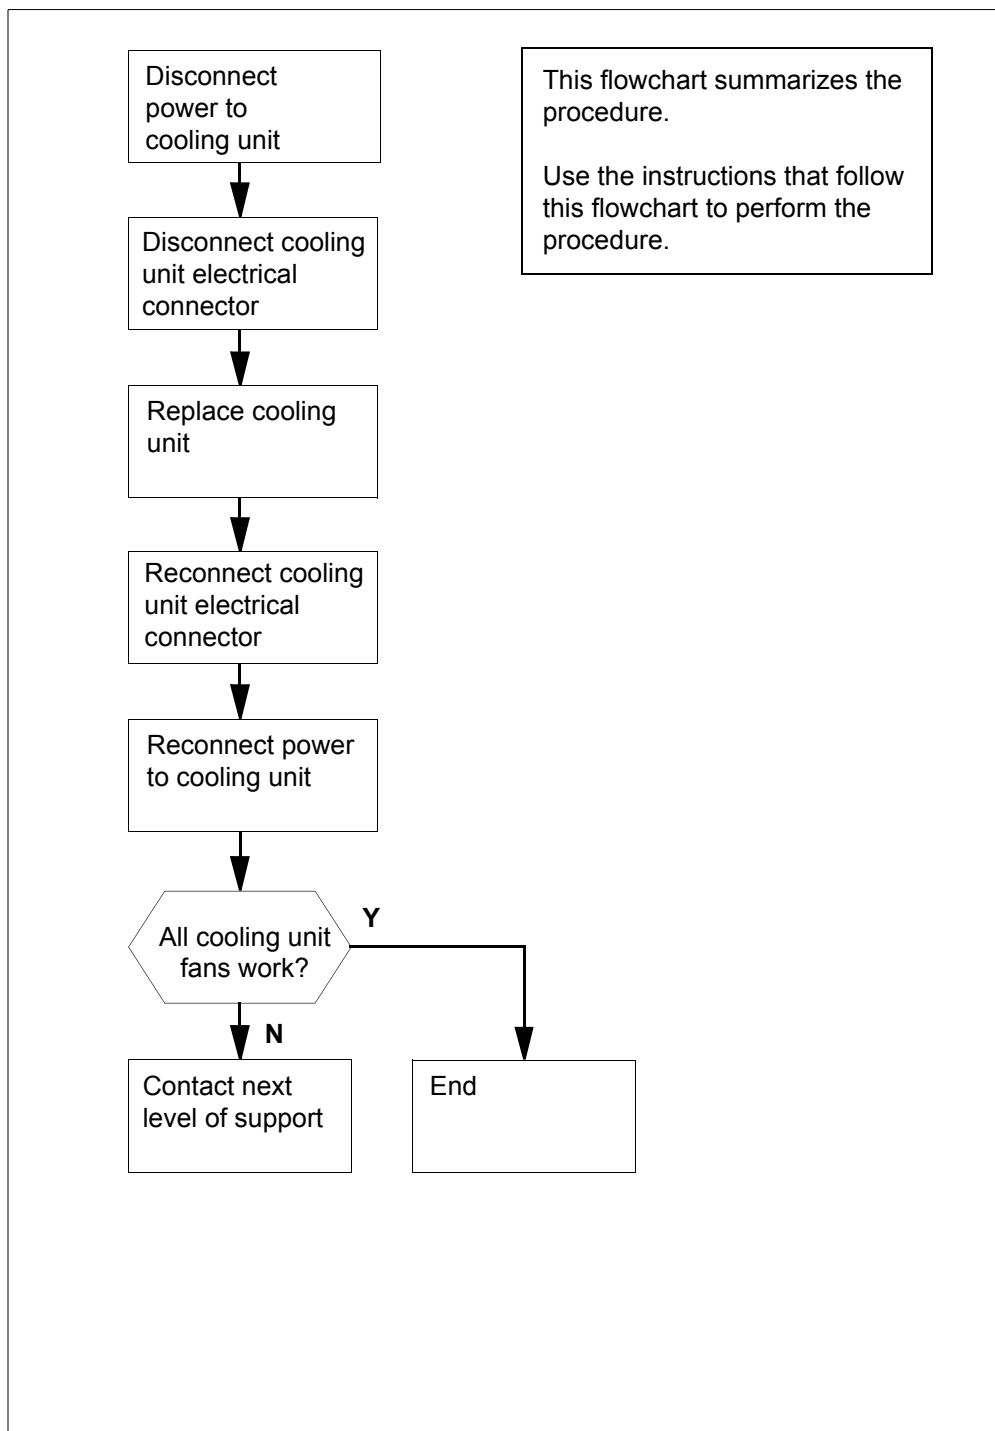 Disconnect
power to
cooling unit
This flowchart summarizes the
procedure.
Use the instructions that follow
this flowchart to perform the
procedure.
Disconnect cooling
unit electrical
connector
Replace cooling
unit
Reconnect cooling
unit electrical
connector
Reconnect power
to cooling unit
All cooling unit
fans work?
Y
N
Contact next
level of support
End